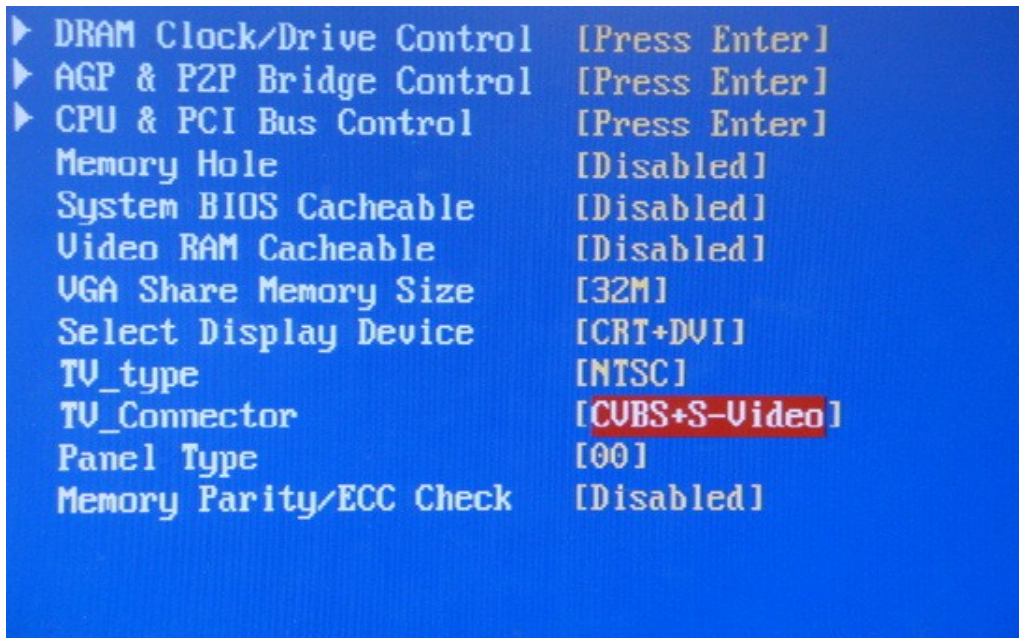 DRAM Clock/Drive Control [Press Enter]
AGP & P2P Bridge Control [Press Enter]
CPU & PCI Bus Control [Press Enter]
Memory Hole [Disabled]
System BIOS Cacheable [Disabled]
Video RAM Cacheable [Disabled]
VGA Share Memory Size [32M]
Select Display Device [CRT+DVI]
TV_type [NTSC]
TV_Connector [CVBS+S-Video]
Panel Type [00]
Memory Parity/ECC Check [Disabled]